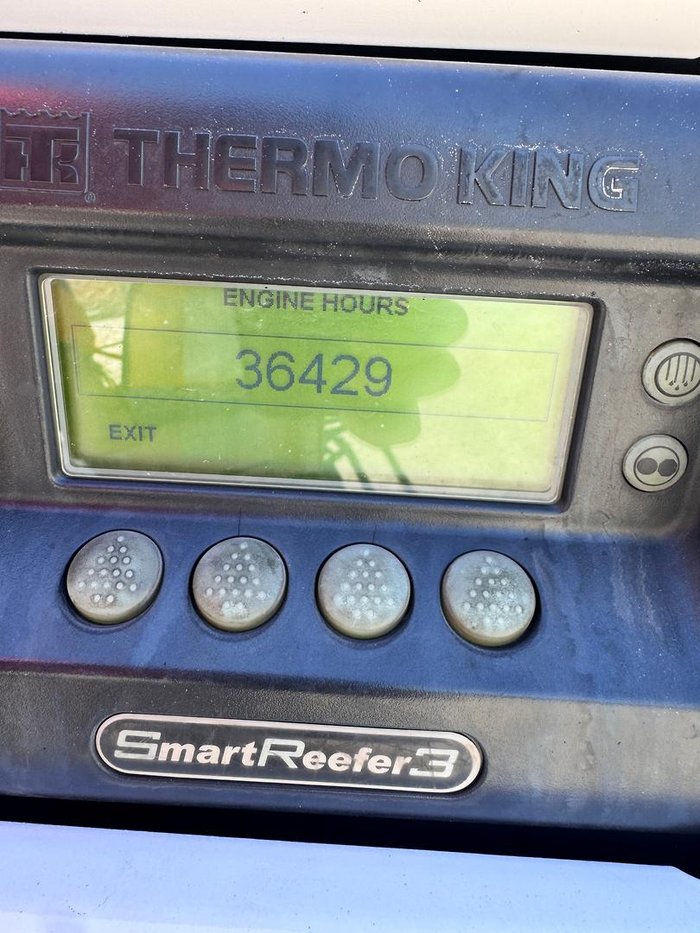 THERMO KING
ENGINE HOURS
36429
EXIT
SmartReefer3